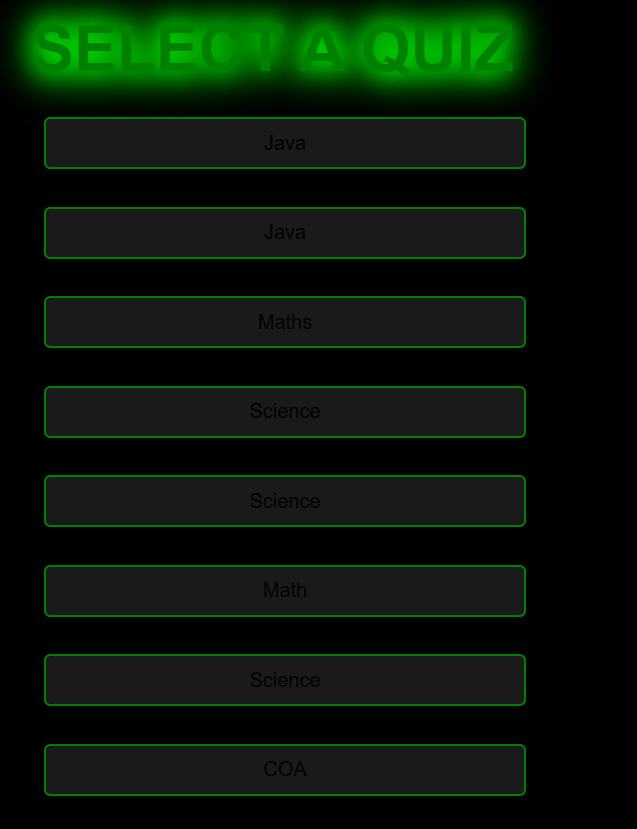 SELECT A QUIZ
Java
Java
Maths
Science
Science
Math
Science
COA